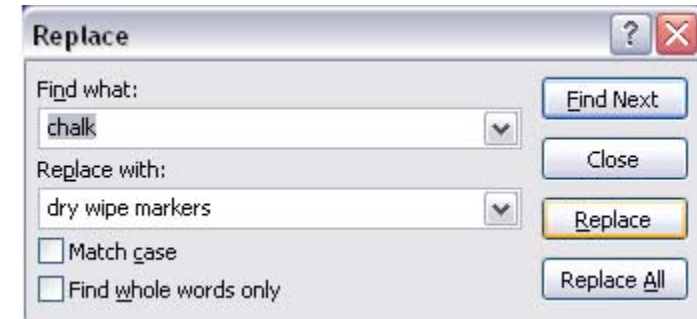 Replace
Find what:
chalk
Replace with:
dry wipe markers
Match case
Find whole words only
Find Next
Close
Replace
Replace All